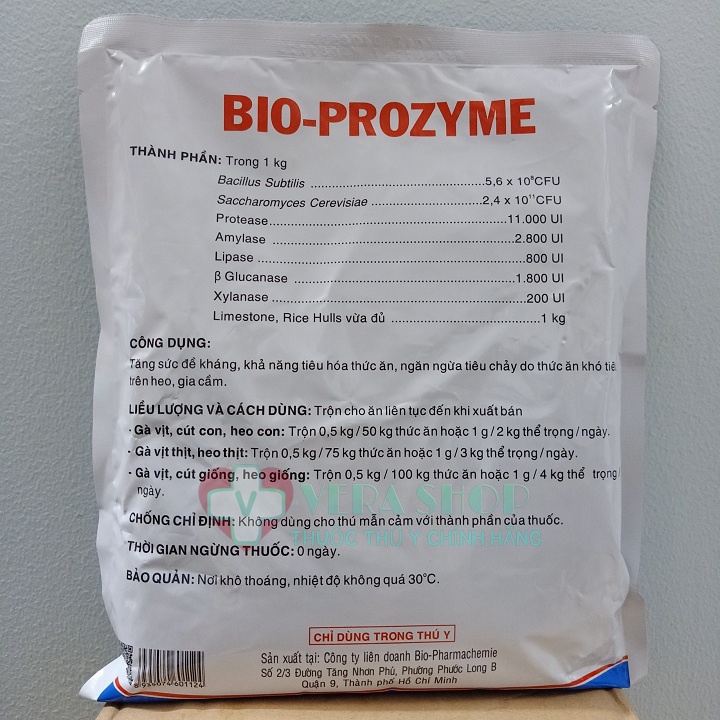 BIO-PROZYME
THÀNH PHẦN: Trong 1 kg
Bacillus Subtilis ....................................................5,6 x 10⁹CFU
Saccharomyces Cerevisiae .................................2,4 x 10¹¹CFU
Protease..................................................................11.000 UI
Amylase ...................................................................2.800 UI
Lipase .........................................................................800 UI
β Glucanase ............................................................1.800 UI
Xylanase.....................................................................200 UI
Limestone, Rice Hulls vừa đủ .......................................1 kg
CÔNG DỤNG:
Tăng sức đề kháng, khả năng tiêu hóa thức ăn, ngăn ngừa tiêu chảy do thức ăn khó tiê
trên heo, gia cầm.
LIỀU LƯỢNG VÀ CÁCH DÙNG: Trộn cho ăn liên tục đến khi xuất bán
- Gà vịt, cút con, heo con: Trộn 0,5 kg / 50 kg thức ăn hoặc 1 g / 2 kg thể trọng / ngày.
- Gà vịt thịt, heo thịt: Trộn 0,5 kg / 75 kg thức ăn hoặc 1 g / 3 kg thể trọng / ngày.
- Gà vịt, cút giống, heo giống: Trộn 0,5 kg / 100 kg thức ăn hoặc 1 g / 4 kg thể trọng /
ngày.
VERA SHOP
CHỐNG CHỈ ĐỊNH: Không dùng cho thú mẫn cảm với thành phần của thuốc.
THUỐC THÚ Y CHÍNH HÃNG
THỜI GIAN NGỪNG THUỐC: 0 ngày.
BẢO QUẢN: Nơi khô thoáng, nhiệt độ không quá 30°C.
CHỈ DÙNG TRONG THÚ Y
Sản xuất tại: Công ty liên doanh Bio-Pharmachemie
Số 2/3 Đường Tăng Nhơn Phú, Phường Phước Long B
Quận 9, Thành phố Hồ Chí Minh
8 934074 601124